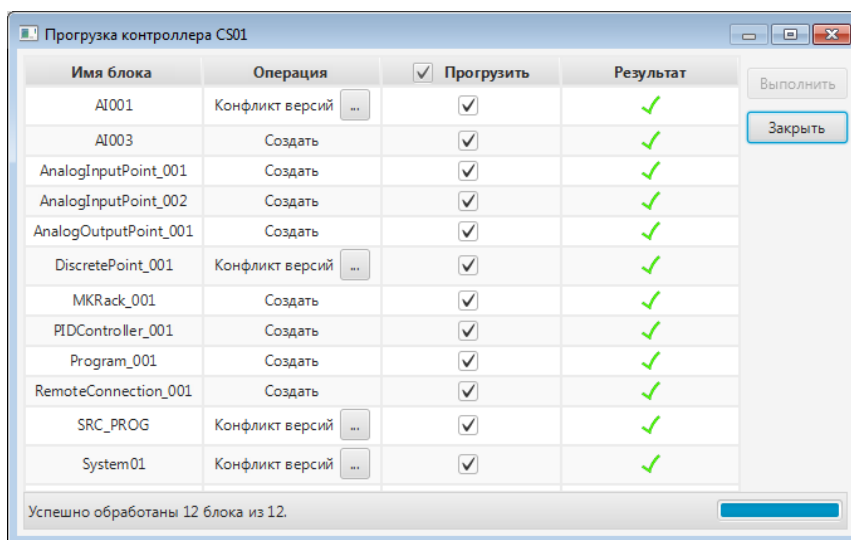 Прогрузка контроллера CS01
Имя блока Операция Прогрузить Результат
Выполнить
AI001 Конфликт версий ...
Закрыть
AI003 Создать
AnalogInputPoint_001 Создать
AnalogInputPoint_002 Создать
AnalogOutputPoint_001 Создать
DiscretePoint_001 Конфликт версий ...
MKRack_001 Создать
PIDController_001 Создать
Program_001 Создать
RemoteConnection_001 Создать
SRC_PROG Конфликт версий ...
System01 Конфликт версий ...
Успешно обработаны 12 блока из 12.